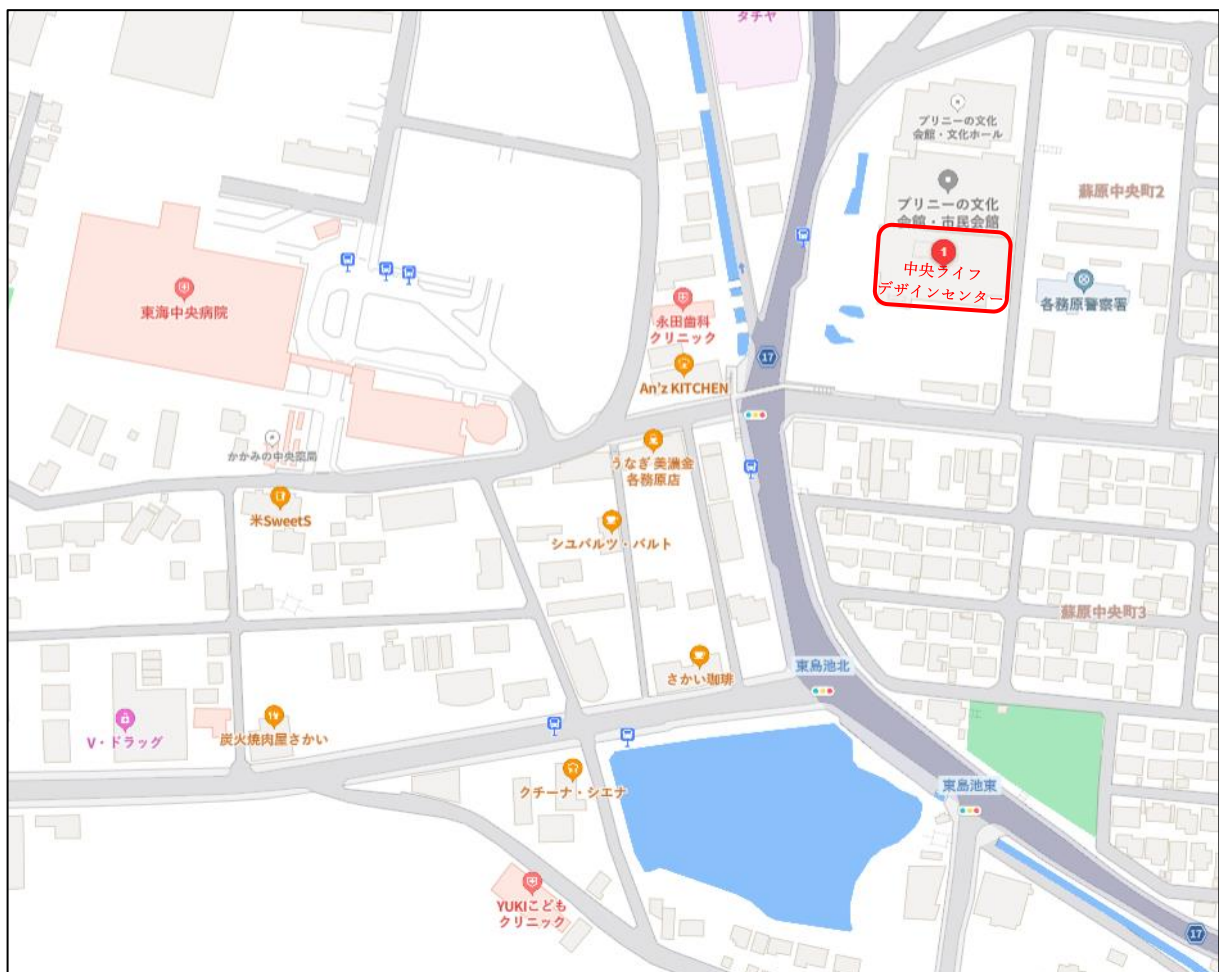 タチヤ
プリニーの文化
会館・文化ホール
プリニーの文化
会館・市民会館
蘇原中央町2
1
中央ライフ
デザインセンター
各務原警察署
東海中央病院
永田歯科
クリニック
17
An'z KITCHEN
うなぎ 美濃金
各務原店
かかみの中央薬局
米SweetS
シュバルツ・バルト
蘇原中央町3
東島池北
さかい珈琲
V・ドラッグ
炭火焼肉屋さかい
クチーナ・シエナ
東島池東
YUKIこども
クリニック
17